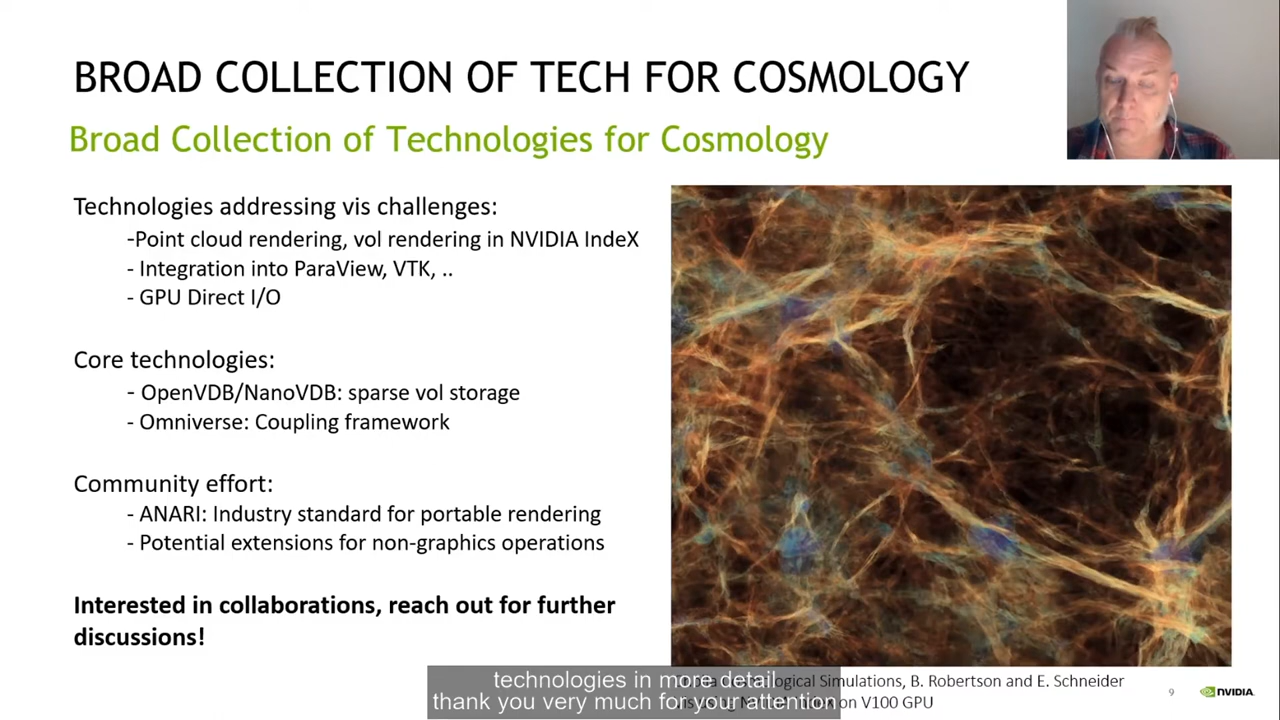 BROAD COLLECTION OF TECH FOR COSMOLOGY
Broad Collection of Technologies for Cosmology
Technologies addressing vis challenges:
-Point cloud rendering, vol rendering in NVIDIA IndeX
- Integration into ParaView, VTK, ..
- GPU Direct I/O
Core technologies:
- OpenVDB/NanoVDB: sparse vol storage
- Omniverse: Coupling framework
Community effort:
- ANARI: Industry standard for portable rendering
- Potential extensions for non-graphics operations
Interested in collaborations, reach out for further
discussions!
Simulations, B. Robertson and E. Schneider
on V100 GPU
technologies in more detail
thank you very much for your attention
9
NVIDIA.